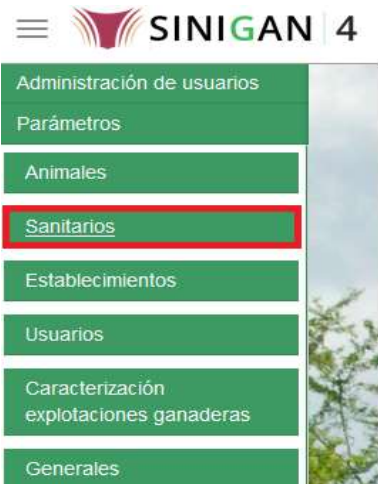 SINIGAN 4
Administración de usuarios
Parámetros
Animales
Sanitarios
Establecimientos
Usuarios
Caracterización
explotaciones ganaderas
Generales